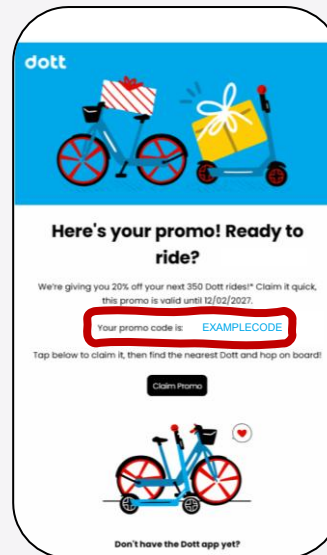 dott
Here's your promo! Ready to
ride?
We're giving you 20% off your next 350 Dott rides!* Claim it quick,
this promo is valid until 12/02/2027.
Your promo code is: EXAMPLECODE
Tap below to claim it, then find the nearest Dott and hop on board!
Claim Promo
Don't have the Dott app yet?